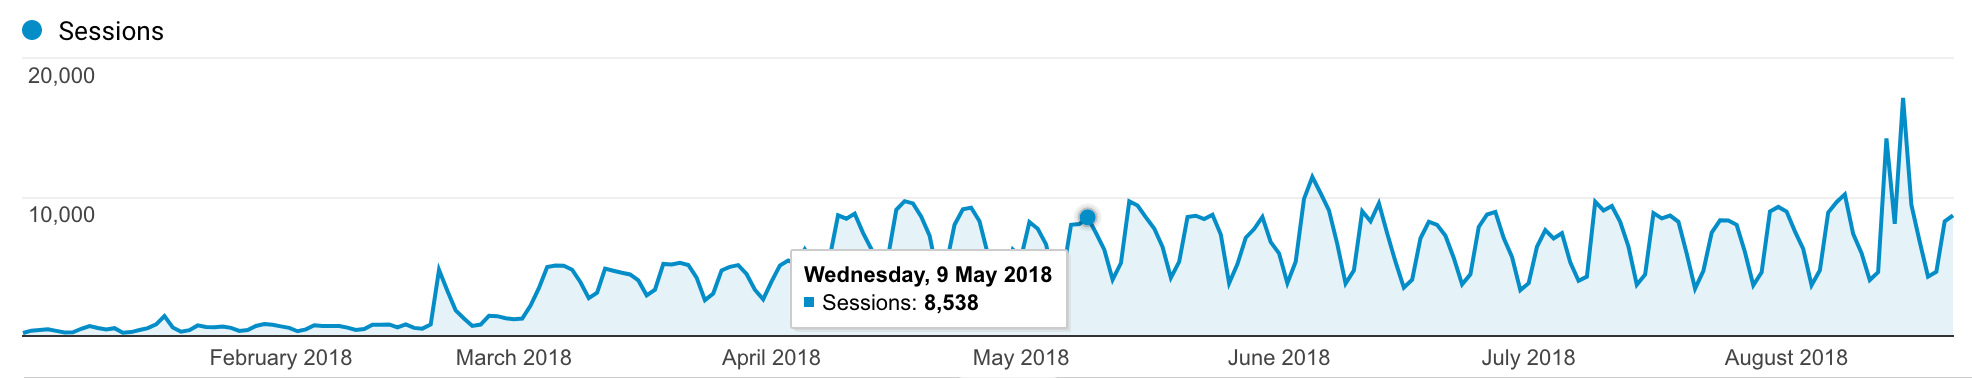 Sessions
20,000
10,000
Wednesday, 9 May 2018
Sessions: 8,538
February 2018 March 2018 April 2018 May 2018 June 2018 July 2018 August 2018